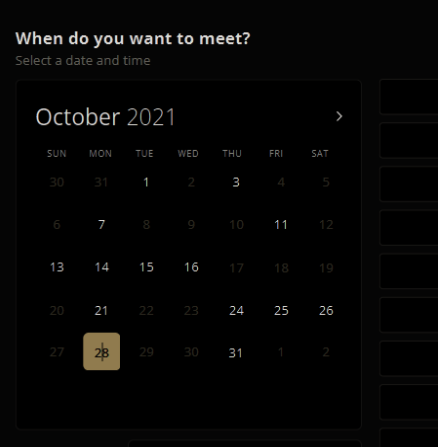 When do you want to meet?
Select a date and time
October 2021
SUN MON TUE WED THU FRI SAT
30 31 1 2 3 4 5
6 7 8 9 10 11 12
13 14 15 16 17 18 19
20 21 22 23 24 25 26
27 28 29 30 31 1 2